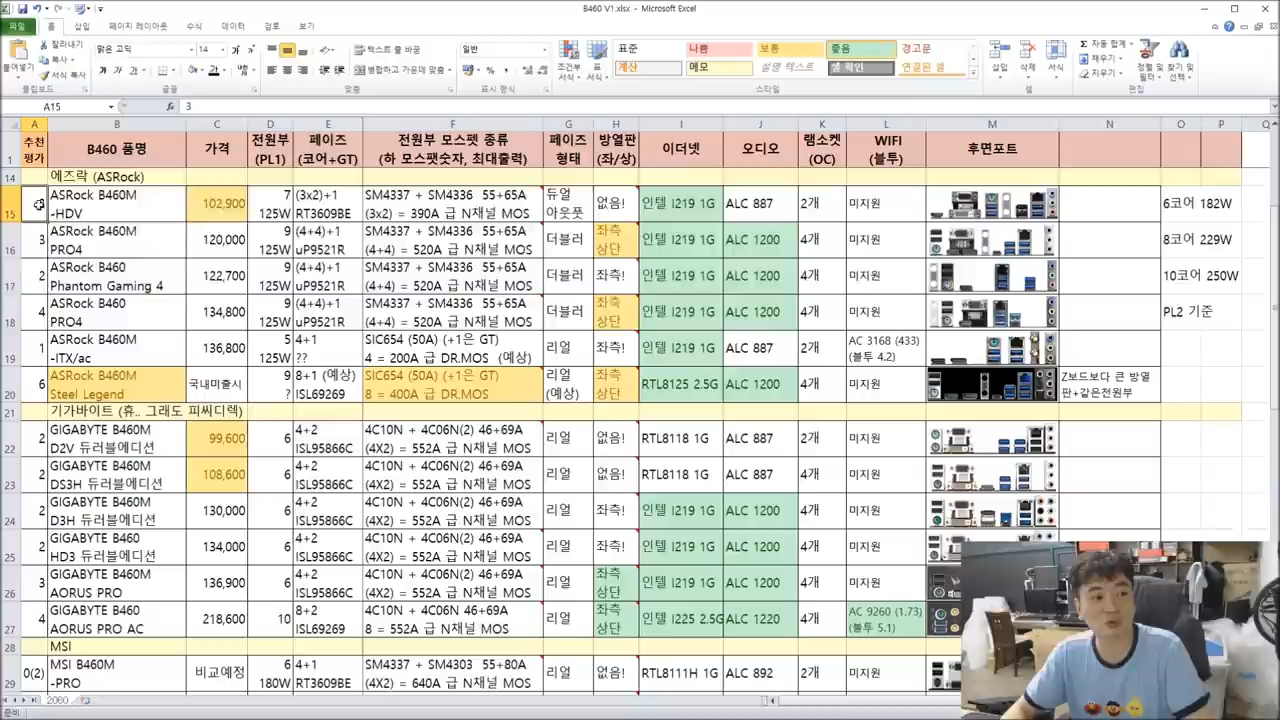 B460 V1.xlsx - Microsoft Excel
파일 홈 삽입 페이지 레이아웃 수식 데이터 검토 보기
잘라내기 맑은 고딕 14 텍스트 줄 바꿈 일반 표준 나쁨 보통 좋음 경고문 자동 합계
붙여넣기 복사 서식 복사 병합하고 가운데 맞춤 조건부 서식 표 서식 계산 메모 설명 텍스트 셀 확인 연결된 셀 삽입 삭제 서식 채우기 지우기 정렬 및 필터 찾기 및 선택
클립보드 글꼴 맞춤 표시 형식 스타일 셀 편집
A15 fx 3
A B C D E F G H I J K L M N O P Q
1 추천 평가 B460 품명 가격 전원부 (PL1) 페이즈 (코어+GT) 전원부 모스펫 종류 (하 모스팻숫자, 최대출력) 페이즈 형태 방열판 (좌/상) 이더넷 오디오 램소켓 (OC) WIFI (블투) 후면포트
14 에즈락 (ASRock)
15 ASRock B460M -HDV 102,900 7 125W (3x2)+1 RT3609BE SM4337 + SM4336 55+65A (3x2) = 390A 급 N채널 MOS 듀얼 아웃풋 없음! 인텔 I219 1G ALC 887 2개 미지원 6코어 182W
16 3 ASRock B460M PRO4 120,000 9 125W (4+4)+1 uP9521R SM4337 + SM4336 55+65A (4+4) = 520A 급 N채널 MOS 더블러 좌측 상단 인텔 I219 1G ALC 1200 4개 미지원 8코어 229W
17 2 ASRock B460 Phantom Gaming 4 122,700 9 125W (4+4)+1 uP9521R SM4337 + SM4336 55+65A (4+4) = 520A 급 N채널 MOS 더블러 좌측! 인텔 I219 1G ALC 1200 4개 미지원 10코어 250W
18 4 ASRock B460 PRO4 134,800 9 125W (4+4)+1 uP9521R SM4337 + SM4336 55+65A (4+4) = 520A 급 N채널 MOS 더블러 좌측 상단 인텔 I219 1G ALC 1200 4개 미지원 PL2 기준
19 1 ASRock B460M -ITX/ac 136,800 5 125W 4+1 ?? SIC654 (50A) (+1은 GT) 4 = 200A 급 DR.MOS (예상) 리얼 좌측! 인텔 I219 1G ALC 1200 2개 AC 3168 (433) (블투 4.2)
20 6 ASRock B460M Steel Legend 국내미출시 9 ? 8+1 (예상) ISL69269 SIC654 (50A) (+1은 GT) 8 = 400A 급 DR.MOS 리얼 (예상) 좌측 상단 RTL8125 2.5G ALC 1200 4개 미지원 Z보드보다 큰 방열 판+같은전원부
21 기가바이트 (휴.. 그래도 피씨디렉)
22 2 GIGABYTE B460M D2V 듀러블에디션 99,600 6 4+2 ISL95866C 4C10N + 4C06N(2) 46+69A (4X2) = 552A 급 N채널 MOS 리얼 없음! RTL8118 1G ALC 887 2개 미지원
23 2 GIGABYTE B460M DS3H 듀러블에디션 108,600 6 4+2 ISL95866C 4C10N + 4C06N(2) 46+69A (4X2) = 552A 급 N채널 MOS 리얼 없음! RTL8118 1G ALC 887 4개 미지원
24 2 GIGABYTE B460M D3H 듀러블에디션 130,000 6 4+2 ISL95866C 4C10N + 4C06N(2) 46+69A (4X2) = 552A 급 N채널 MOS 리얼 좌측! 인텔 I219 1G ALC 1200 4개 미지원
25 2 GIGABYTE B460M HD3 듀러블에디션 134,000 6 4+2 ISL95866C 4C10N + 4C06N(2) 46+69A (4X2) = 552A 급 N채널 MOS 리얼 좌측! 인텔 I219 1G ALC 1200 4개 미지원
26 3 GIGABYTE B460M AORUS PRO 136,900 6 4+2 ISL95866C 4C10N + 4C06N(2) 46+69A (4X2) = 552A 급 N채널 MOS 리얼 좌측 상단 인텔 I219 1G ALC 1200 4개 미지원
27 4 GIGABYTE B460 AORUS PRO AC 218,600 10 8+2 ISL69269 4C10N + 4C06N 46+69A 8 = 552A 급 N채널 MOS 리얼 좌측 상단 인텔 I225 2.5G ALC 1220 4개 AC 9260 (1.73) (블투 5.1)
28 MSI
29 0(2) MSI B460M -PRO 비교예정 6 180W 4+1 RT3609BE SM4337 + SM4303 55+80A (4X2) = 640A 급 N채널 MOS 리얼 없음! RTL8111H 1G ALC 892 2개 미지원
2060
준비